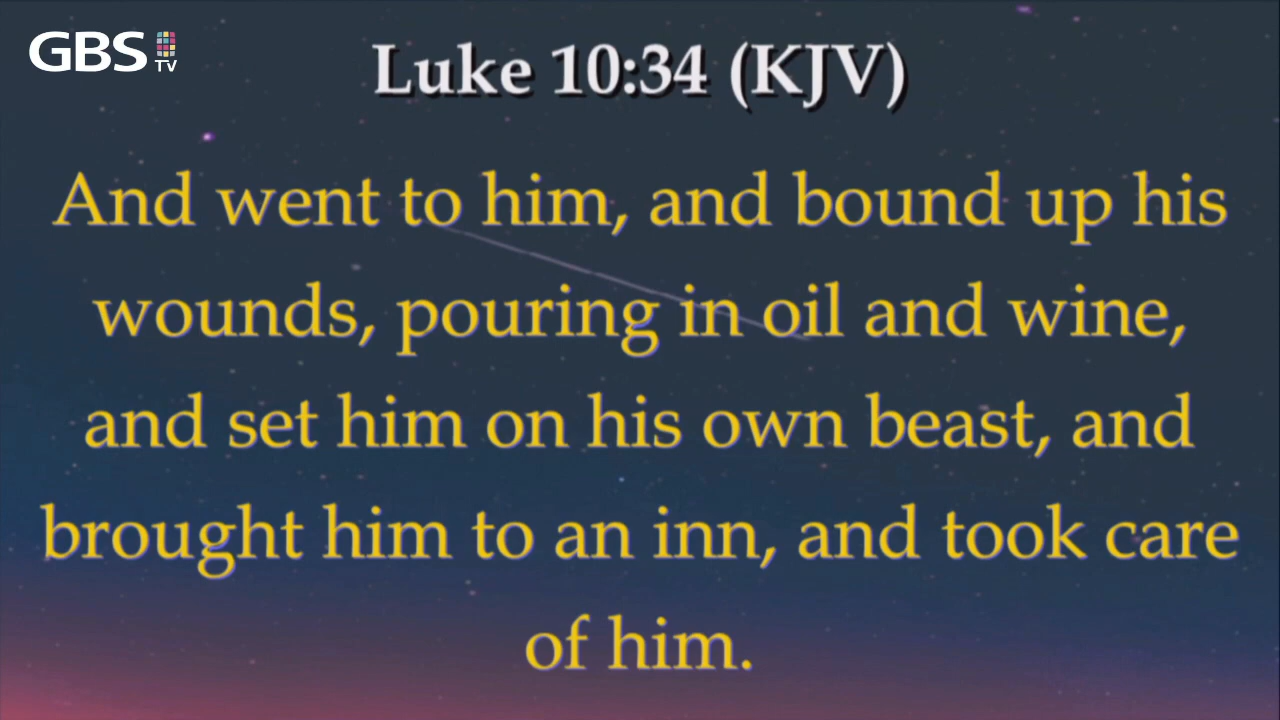 GBS TV
Luke 10:34 (KJV)
And went to him, and bound up his
wounds, pouring in oil and wine,
and set him on his own beast, and
brought him to an inn, and took care
of him.